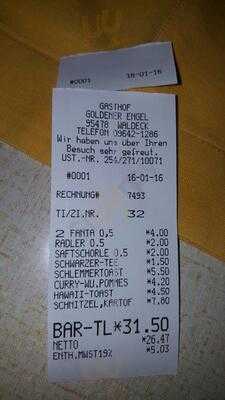 #0001 16-01-16
GASTHOF
GOLDENER ENGEL
95478 WALDECK
TELEFON 09642-1286
Wir haben uns über Ihren
Besuch sehr gefreut.
UST.-NR. 254/271/10071
#0001 16-01-16
RECHNUNG# 7493
TI/ZI.NR. 32
2 FANTA 0,5 *4.00
RADLER 0.5 *2.00
SAFTSCHORLE 0.5 *2.00
SCHWARZER-TEE *1.50
SCHLEMMERTOAST *5.50
CURRY-WU.POMMES *4.20
HAWAII-TOAST *4.50
SCHNITZEL,KARTOF *7.80
BAR-TL *31.50
NETTO *26.47
ENTH.MWST19% *5.03